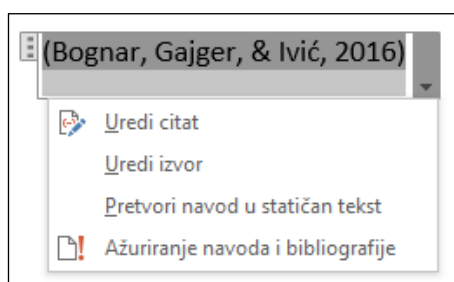 (Bognar, Gajger, & Ivić, 2016)
Uredi citat
Uredi izvor
Pretvori navod u statičan tekst
Ažuriranje navoda i bibliografije